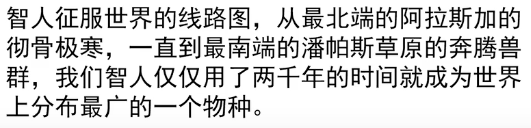 智人征服世界的线路图，从最北端的阿拉斯加的
彻骨极寒，一直到最南端的潘帕斯草原的奔腾兽
群，我们智人仅仅用了两千年的时间就成为世界
上分布最广的一个物种。